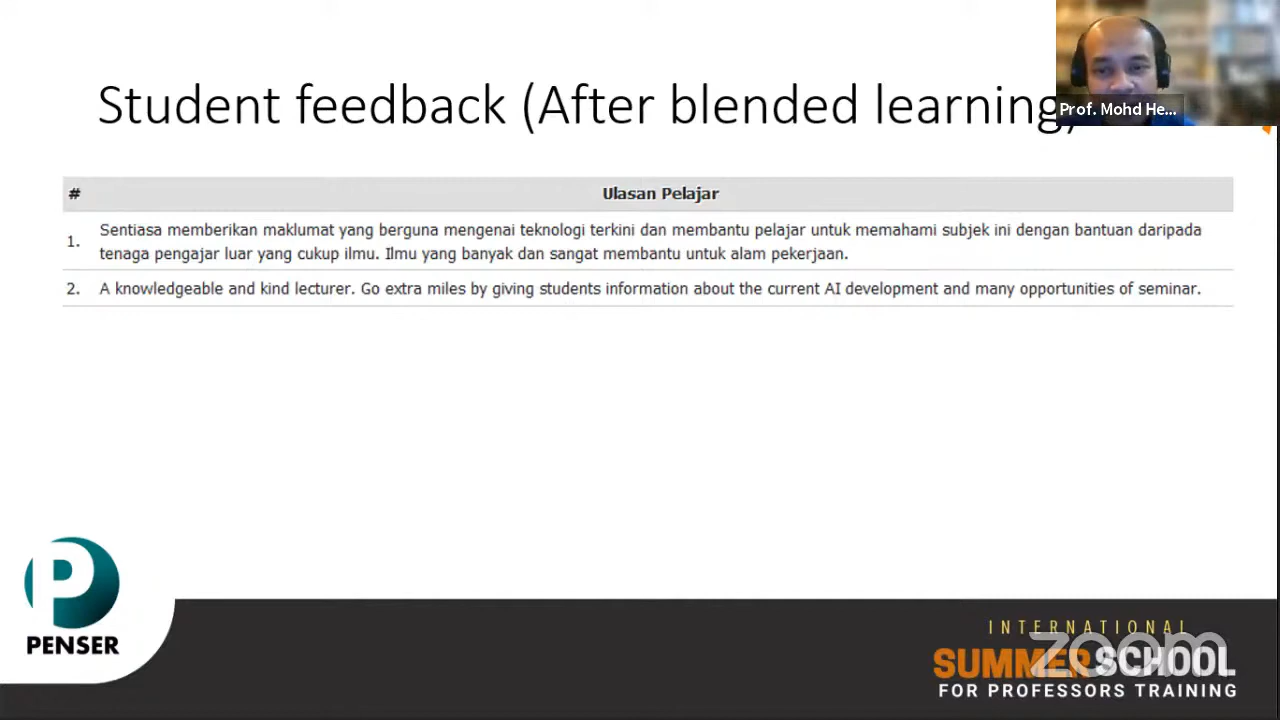 Student feedback (After blended learning)
Prof. Mohd He...
# Ulasan Pelajar
1. Sentiasa memberikan maklumat yang berguna mengenai teknologi terkini dan membantu pelajar untuk memahami subjek ini dengan bantuan daripada
tenaga pengajar luar yang cukup ilmu. Ilmu yang banyak dan sangat membantu untuk alam pekerjaan.
2. A knowledgeable and kind lecturer. Go extra miles by giving students information about the current AI development and many opportunities of seminar.
P
PENSER
INTERNATIONAL
zoom
SUMMER SCHOOL
FOR PROFESSORS TRAINING